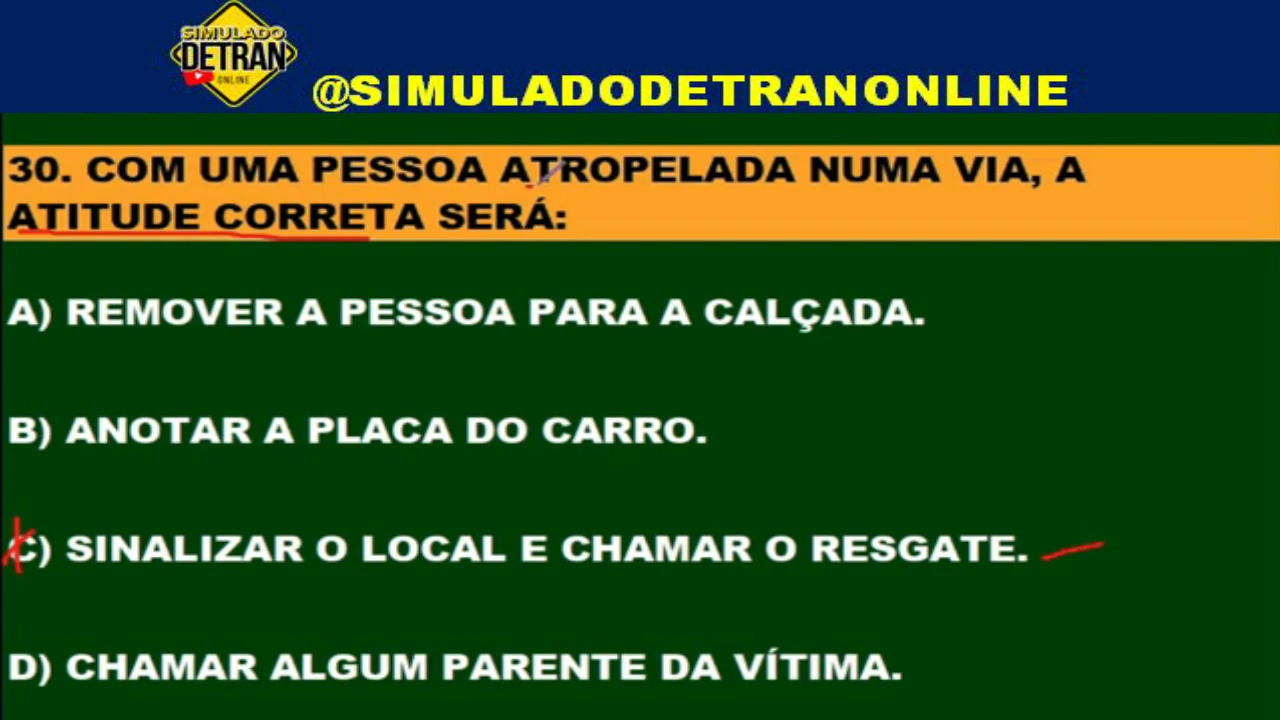 SIMULADO
DETRAN
ONLINE
@SIMULADODETRANONLINE
30. COM UMA PESSOA ATROPELADA NUMA VIA, A
ATITUDE CORRETA SERÁ:
A) REMOVER A PESSOA PARA A CALÇADA.
B) ANOTAR A PLACA DO CARRO.
C) SINALIZAR O LOCAL E CHAMAR O RESGATE.
D) CHAMAR ALGUM PARENTE DA VÍTIMA.